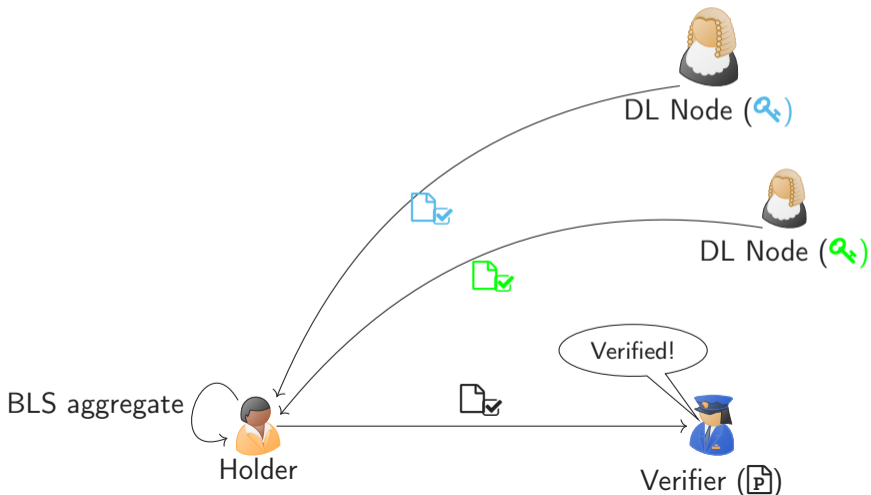 DL Node ( )
DL Node ( )
Verified!
BLS aggregate
Holder
Verifier (P)